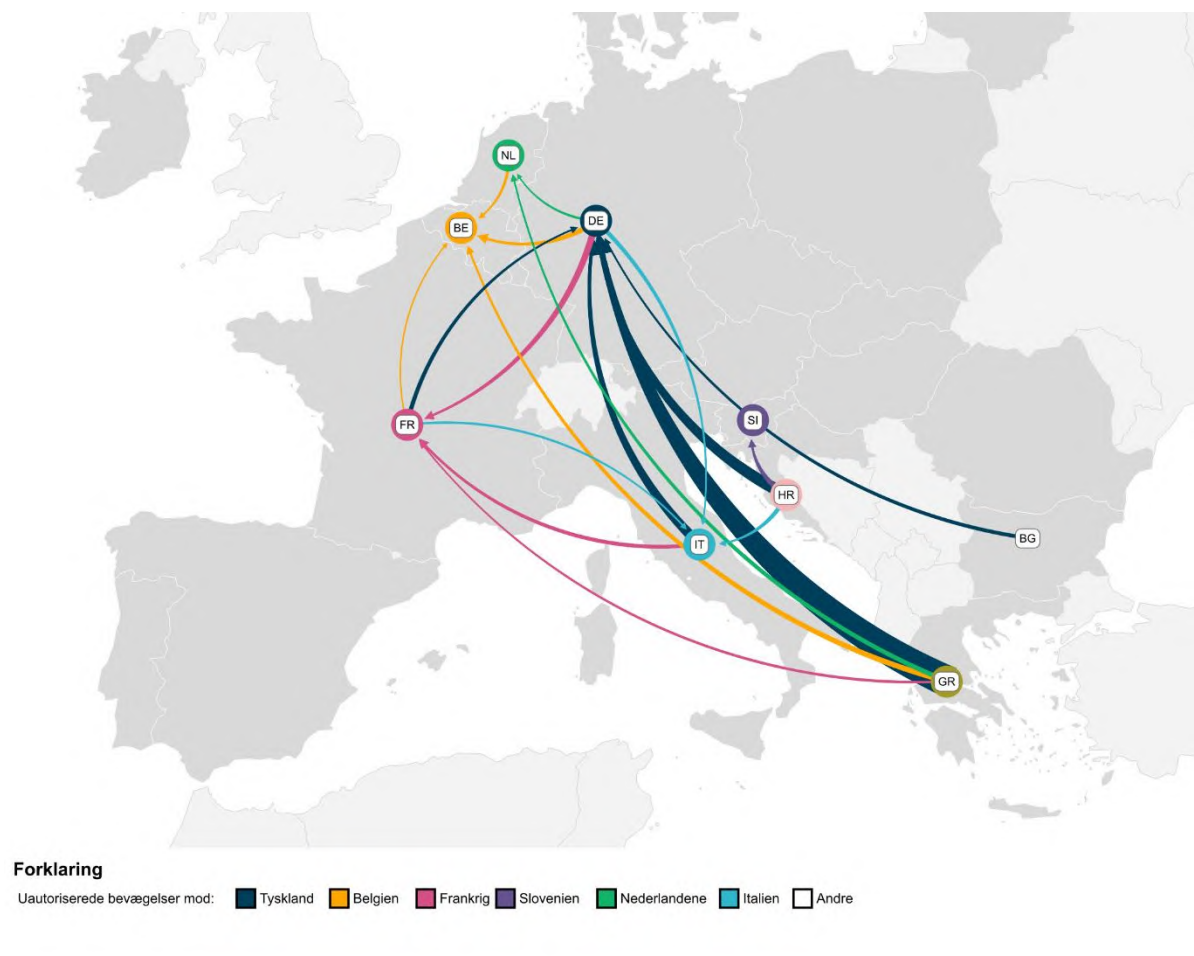 NL
DE
BE
FR
SI
HR
BG
IT
GR
Forklaring
Uautoriserede bevægelser mod: Tyskland Belgien Frankrig Slovenien Nederlandene Italien Andre